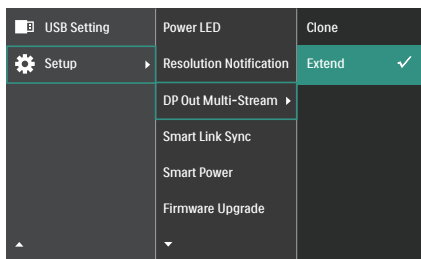 USB Setting
Setup
Power LED
Resolution Notification
DP Out Multi-Stream
Smart Link Sync
Smart Power
Firmware Upgrade
Clone
Extend